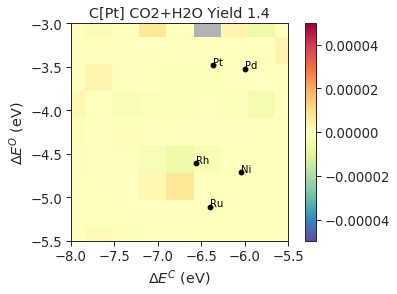 C[Pt] CO2+H2O Yield 1.4
−3.0
−3.5
−4.0
−4.5
−5.0
−5.5
ΔE^O (eV)
Pt
Pd
Rh
Ni
Ru
−8.0 −7.5 −7.0 −6.5 −6.0 −5.5
ΔE^C (eV)
0.00004
0.00002
0.00000
−0.00002
−0.00004